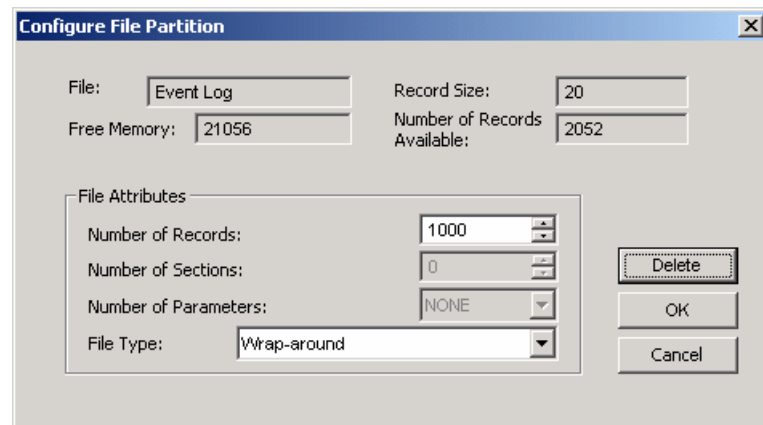 Configure File Partition
File: Event Log Record Size: 20
Free Memory: 21056 Number of Records Available: 2052
File Attributes
Number of Records: 1000
Number of Sections: 0
Number of Parameters: NONE
File Type: Wrap-around
Delete
OK
Cancel